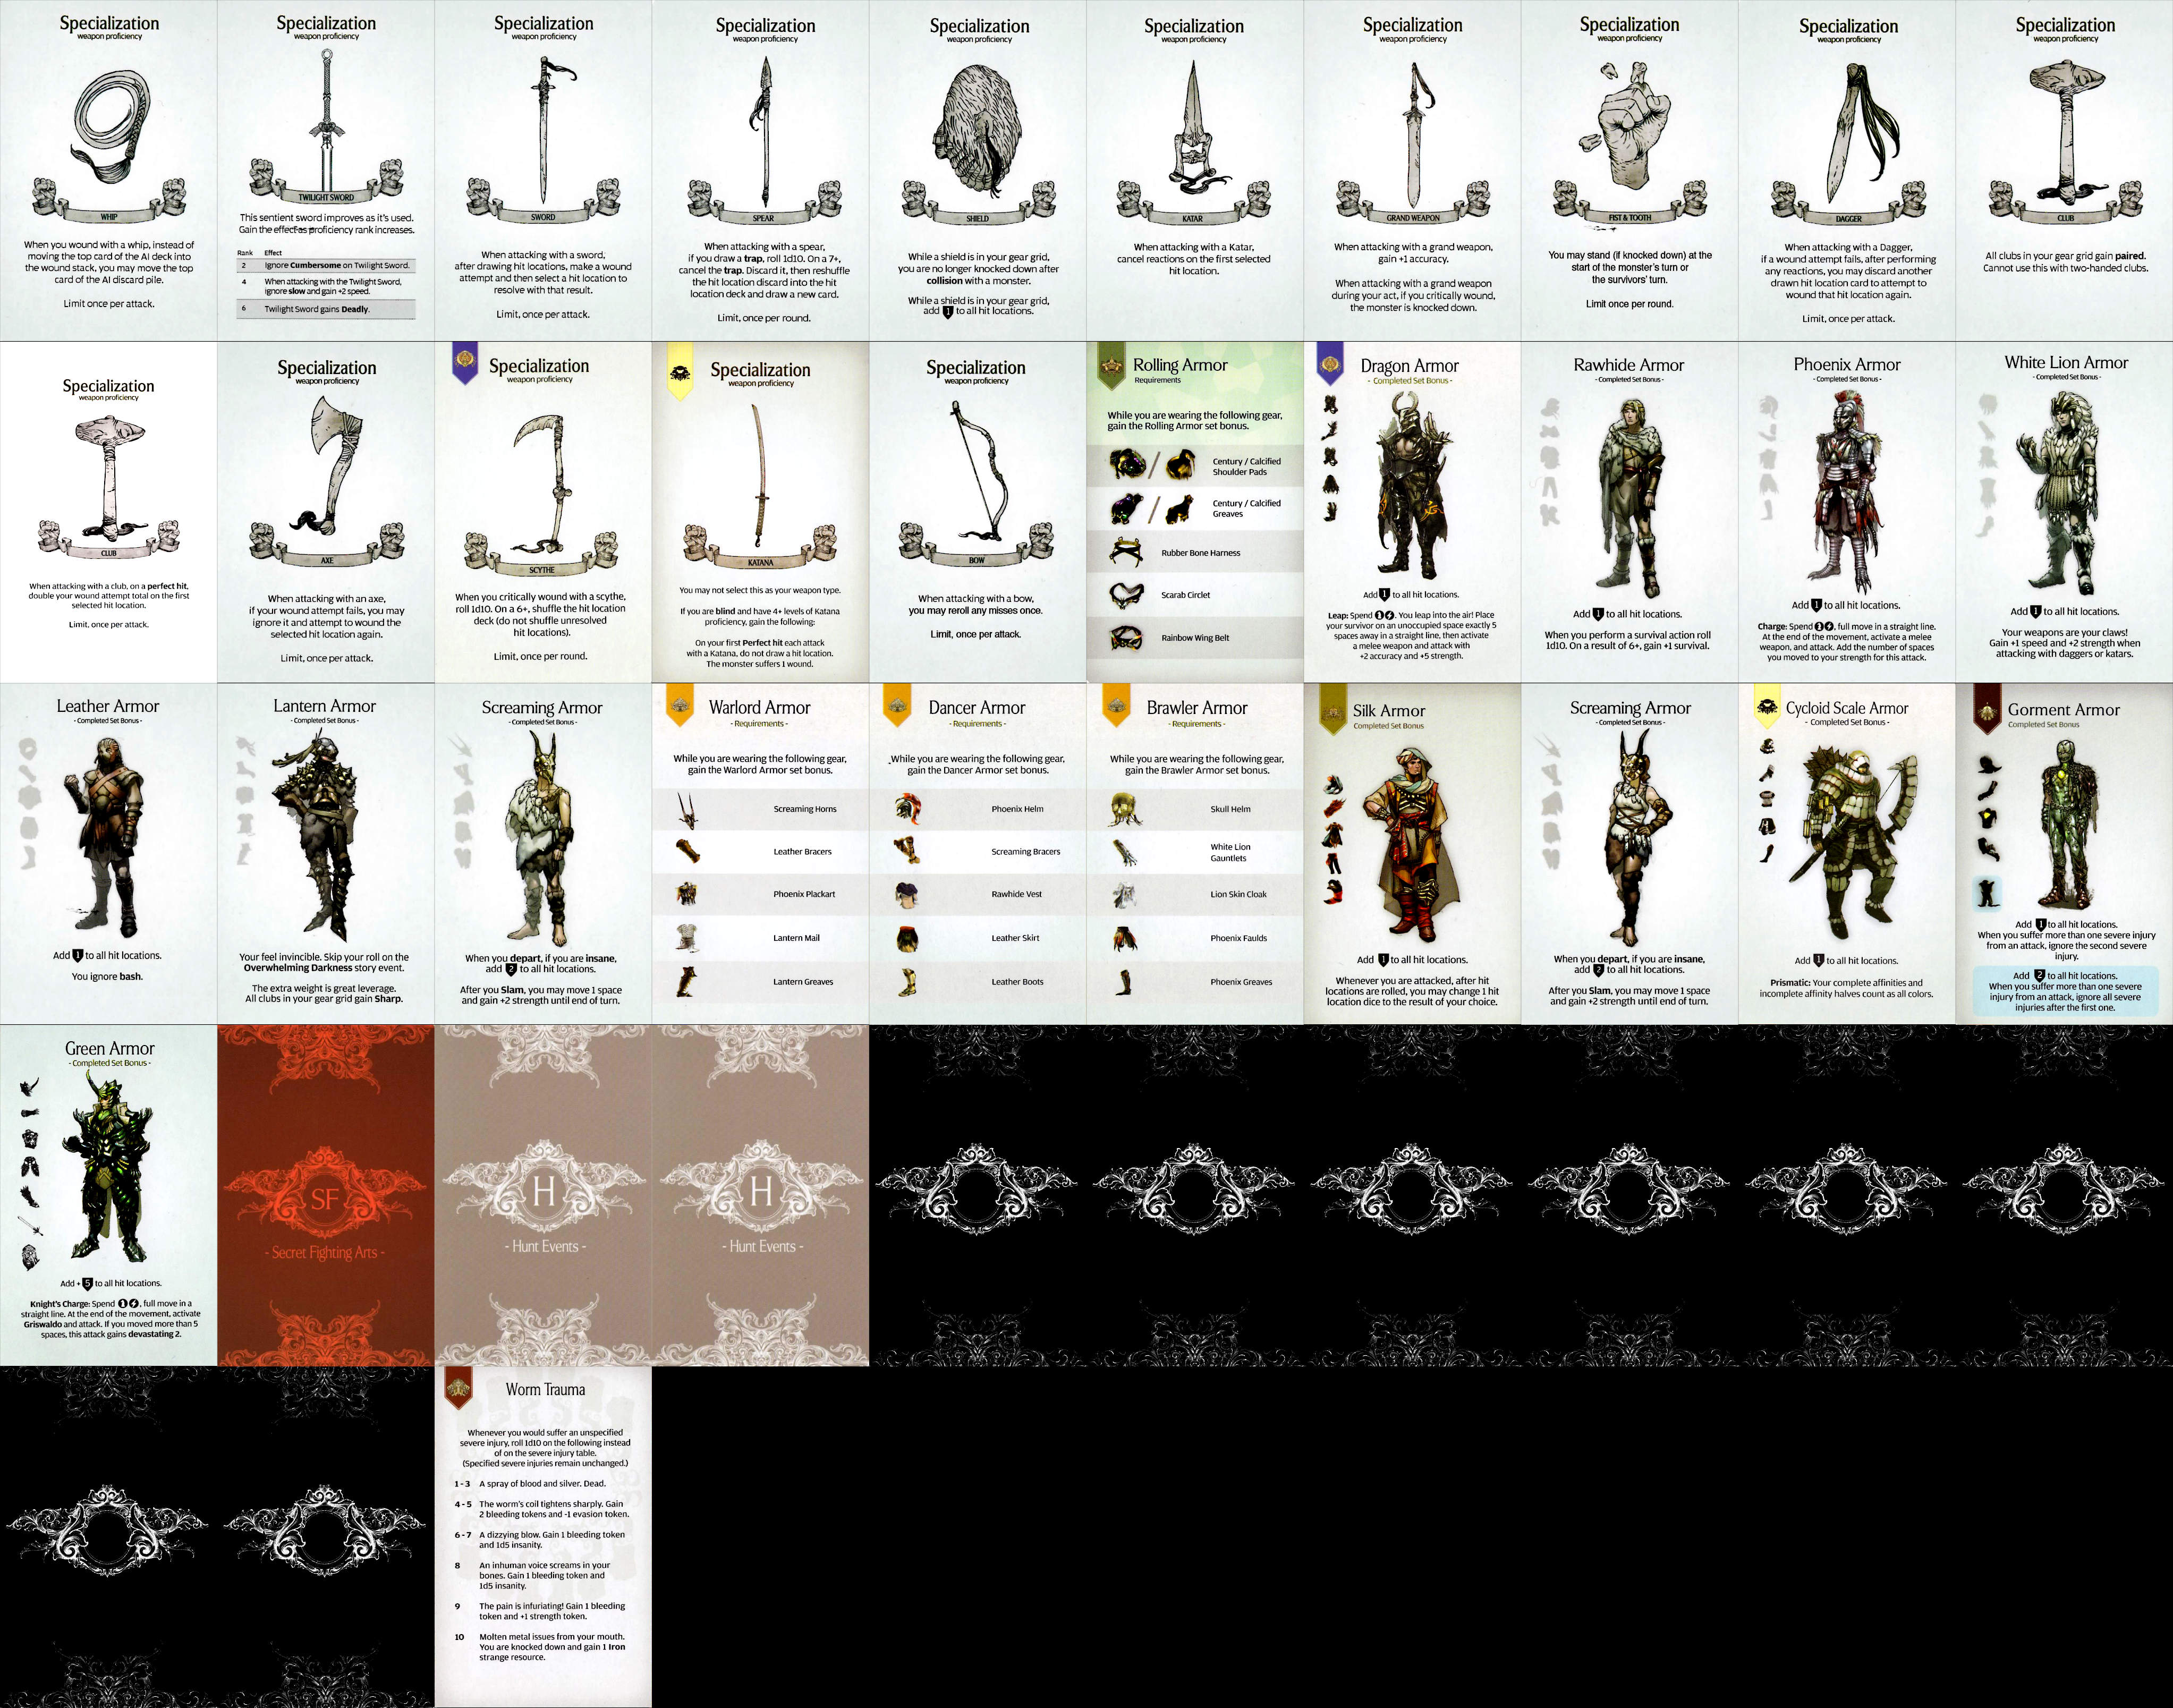 Specialization
weapon proficiency
WHIP
When you wound with a whip, instead of
moving the top card of the AI deck into
the wound stack, you may move the top
card of the AI discard pile.
Limit once per attack.
Specialization
weapon proficiency
TWILIGHT SWORD
This sentient sword improves as it's used.
Gain the effect as proficiency rank increases.
Rank Effect
2 Ignore Cumbersome on Twilight Sword.
4 When attacking with the Twilight Sword,
ignore slow and gain +2 speed.
6 Twilight Sword gains Deadly.
Specialization
weapon proficiency
SWORD
When attacking with a sword,
after drawing hit locations, make a wound
attempt and then select a hit location to
resolve with that result.
Limit, once per attack.
Specialization
weapon proficiency
SPEAR
When attacking with a spear,
if you draw a trap, roll 1d10. On a 7+,
cancel the trap. Discard it, then reshuffle
the hit location discard into the hit
location deck and draw a new card.
Limit, once per round.
Specialization
weapon proficiency
SHIELD
While a shield is in your gear grid,
you are no longer knocked down after
collision with a monster.
While a shield is in your gear grid,
add 1 to all hit locations.
Specialization
weapon proficiency
KATAR
When attacking with a Katar,
cancel reactions on the first selected
hit location.
Specialization
weapon proficiency
GRAND WEAPON
When attacking with a grand weapon,
gain +1 accuracy.
When attacking with a grand weapon
during your act, if you critically wound,
the monster is knocked down.
Specialization
weapon proficiency
FIST & TOOTH
You may stand (if knocked down) at the
start of the monster's turn or
the survivors' turn.
Limit once per round.
Specialization
weapon proficiency
DAGGER
When attacking with a Dagger,
if a wound attempt fails, after performing
any reactions, you may discard another
drawn hit location card to attempt to
wound that hit location again.
Limit, once per attack.
Specialization
weapon proficiency
CLUB
All clubs in your gear grid gain paired.
Cannot use this with two-handed clubs.
Specialization
weapon proficiency
CLUB
When attacking with a club, on a perfect hit,
double your wound attempt total on the first
selected hit location.
Limit, once per attack.
Specialization
weapon proficiency
AXE
When attacking with an axe,
if your wound attempt fails, you may
ignore it and attempt to wound the
selected hit location again.
Limit, once per attack.
Specialization
weapon proficiency
SCYTHE
When you critically wound with a scythe,
roll 1d10. On a 6+, shuffle the hit location
deck (do not shuffle unresolved
hit locations).
Limit, once per round.
Specialization
weapon proficiency
KATANA
You may not select this as your weapon type.
If you are blind and have 4+ levels of Katana
proficiency, gain the following:
On your first Perfect hit each attack
with a Katana, do not draw a hit location.
The monster suffers 1 wound.
Specialization
weapon proficiency
BOW
When attacking with a bow,
you may reroll any misses once.
Limit, once per attack.
Rolling Armor
Requirements
While you are wearing the following gear,
gain the Rolling Armor set bonus.
Century / Calcified
Shoulder Pads
Century / Calcified
Greaves
Rubber Bone Harness
Scarab Circlet
Rainbow Wing Belt
Dragon Armor
- Completed Set Bonus -
Add 1 to all hit locations.
Leap: Spend. You leap into the air! Place
your survivor on an unoccupied space exactly 5
spaces away in a straight line, then activate
a melee weapon and attack with
+2 accuracy and +5 strength.
Rawhide Armor
- Completed Set Bonus -
Add 1 to all hit locations.
When you perform a survival action roll
1d10. On a result of 6+, gain +1 survival.
Phoenix Armor
- Completed Set Bonus -
Add 1 to all hit locations.
Charge: Spend, full move in a straight line.
At the end of the movement, activate a melee
weapon, and attack. Add the number of spaces
you moved to your strength for this attack.
White Lion Armor
- Completed Set Bonus -
Add 1 to all hit locations.
Your weapons are your claws!
Gain +1 speed and +2 strength when
attacking with daggers or katars.
Leather Armor
- Completed Set Bonus -
Add 1 to all hit locations.
You ignore bash.
Lantern Armor
- Completed Set Bonus -
Your feel invincible. Skip your roll on the
Overwhelming Darkness story event.
The extra weight is great leverage.
All clubs in your gear grid gain Sharp.
Screaming Armor
- Completed Set Bonus -
When you depart, if you are insane,
add 2 to all hit locations.
After you Slam, you may move 1 space
and gain +2 strength until end of turn.
Warlord Armor
- Requirements -
While you are wearing the following gear,
gain the Warlord Armor set bonus.
Screaming Horns
Leather Bracers
Phoenix Plackart
Lantern Mail
Lantern Greaves
Dancer Armor
- Requirements -
While you are wearing the following gear,
gain the Dancer Armor set bonus.
Phoenix Helm
Screaming Bracers
Rawhide Vest
Leather Skirt
Leather Boots
Brawler Armor
- Requirements -
While you are wearing the following gear,
gain the Brawler Armor set bonus.
Skull Helm
White Lion
Gauntlets
Lion Skin Cloak
Phoenix Faulds
Phoenix Greaves
Silk Armor
Completed Set Bonus
Add 1 to all hit locations.
Whenever you are attacked, after hit
locations are rolled, you may change 1 hit
location dice to the result of your choice.
Screaming Armor
- Completed Set Bonus -
When you depart, if you are insane,
add 2 to all hit locations.
After you Slam, you may move 1 space
and gain +2 strength until end of turn.
Cycloid Scale Armor
- Completed Set Bonus -
Add 1 to all hit locations.
Prismatic: Your complete affinities and
incomplete affinity halves count as all colors.
Gorment Armor
Completed Set Bonus
Add 1 to all hit locations.
When you suffer more than one severe injury
from an attack, ignore the second severe
injury.
Add 2 to all hit locations.
When you suffer more than one severe
injury from an attack, ignore all severe
injuries after the first one.
Green Armor
- Completed Set Bonus -
Add + 5 to all hit locations.
Knight's Charge: Spend, full move in a
straight line. At the end of the movement, activate
Griswaldo and attack. If you moved more than 5
spaces, this attack gains devastating 2.
SF
- Secret Fighting Arts -
H
- Hunt Events -
H
- Hunt Events -
Worm Trauma
Whenever you would suffer an unspecified
severe injury, roll 1d10 on the following instead
of on the severe injury table.
(Specified severe injuries remain unchanged.)
1 - 3 A spray of blood and silver. Dead.
4 - 5 The worm's coil tightens sharply. Gain
2 bleeding tokens and -1 evasion token.
6 - 7 A dizzying blow. Gain 1 bleeding token
and 1d5 insanity.
8 An inhuman voice screams in your
bones. Gain 1 bleeding token and
1d5 insanity.
9 The pain is infuriating! Gain 1 bleeding
token and +1 strength token.
10 Molten metal issues from your mouth.
You are knocked down and gain 1 Iron
strange resource.